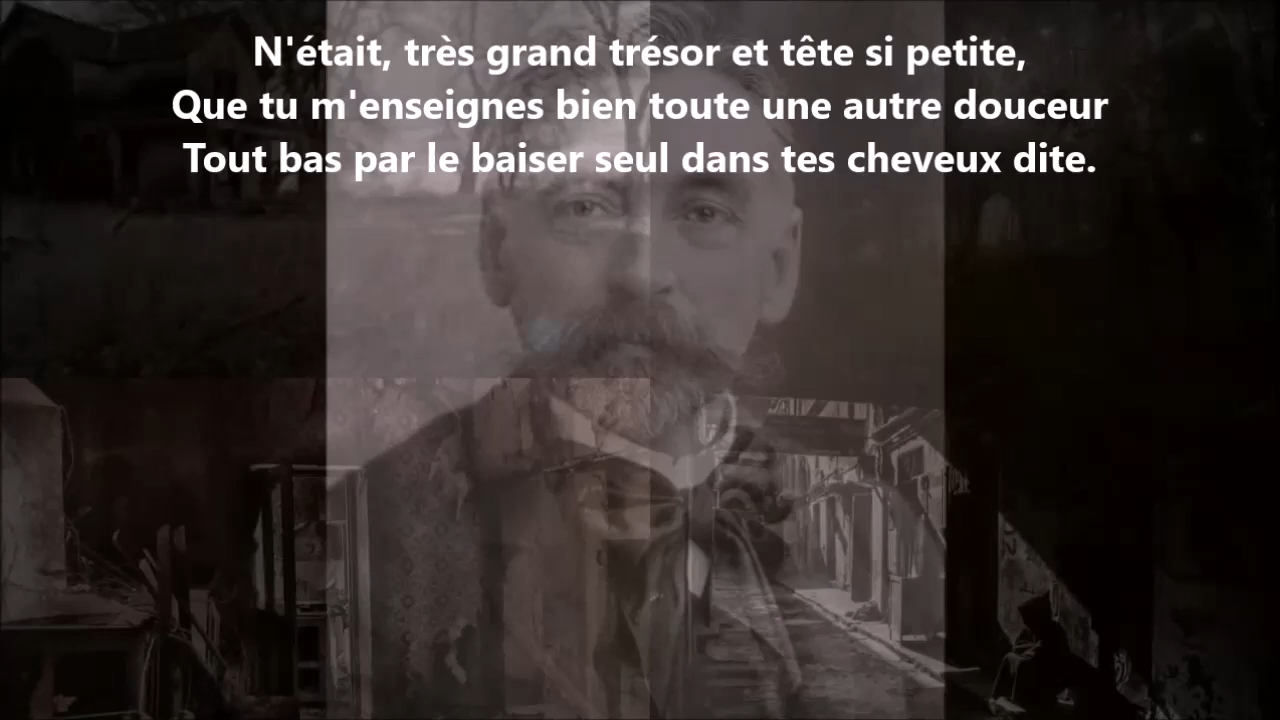 N'était, très grand trésor et tête si petite,
Que tu m'enseignes bien toute une autre douceur
Tout bas par le baiser seul dans tes cheveux dite.